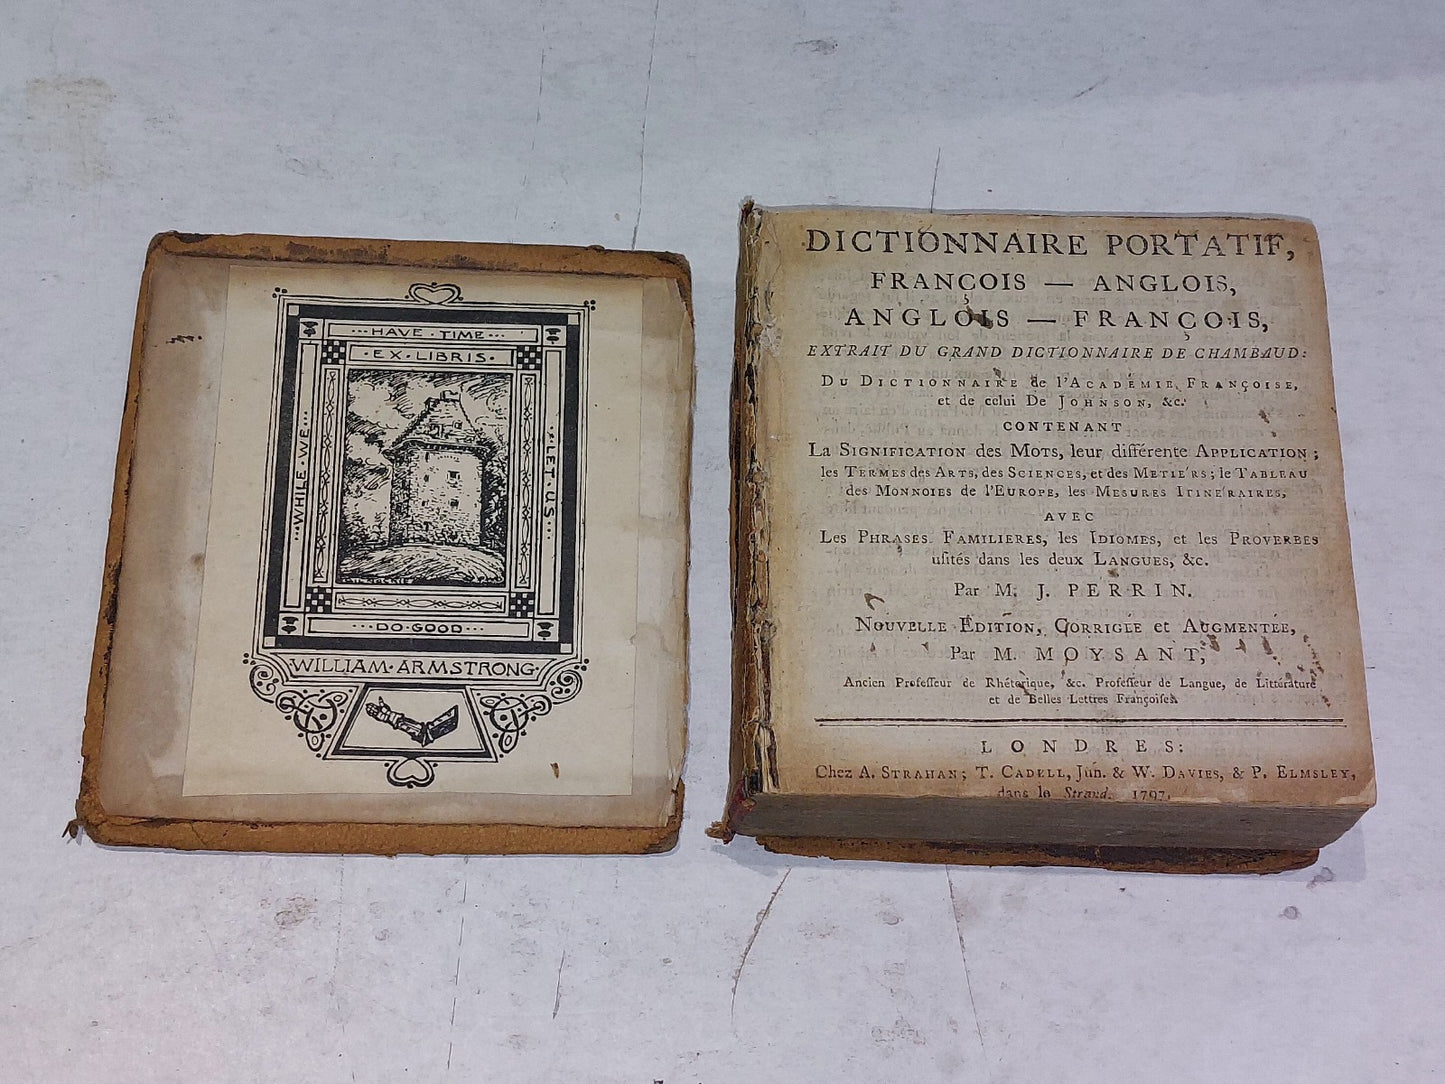 ·HAVE·TIME·
·EX·LIBRIS·
·WHILE·WE·
·LET·US·
·DO·GOOD·
WILLIAM·ARMSTRONG·
DICTIONNAIRE PORTATIF,
FRANÇOIS — ANGLOIS,
ANGLOIS — FRANÇOIS,
EXTRAIT DU GRAND DICTIONNAIRE DE CHAMBAUD:
DU DICTIONNAIRE de l'ACADÉMIE FRANÇOISE,
et de celui De JOHNSON, &c.
CONTENANT
La SIGNIFICATION des MOTS, leur différente APPLICATION;
les TERMES des ARTS, des SCIENCES, et des METIERS; le TABLEAU
des MONNOIES de l'EUROPE, les MESURES ITINERAIRES,
AVEC
Les PHRASES FAMILIERES, les IDIOMES, et les PROVERBES
uſités dans les deux LANGUES, &c.
Par M. J. PERRIN.
NOUVELLE EDITION, CORRIGEE et AUGMENTÉE,
Par M. MOYSANT,
Ancien Profeſſeur de Rhétorique, &c. Profeſſeur de Langue, de Littérature
et de Belles Lettres Françoiſes.
LONDRES:
Chez A. STRAHAN; T. CADELL, Jun. & W. DAVIES, & P. ELMSLEY,
dans le Strand. 1797.